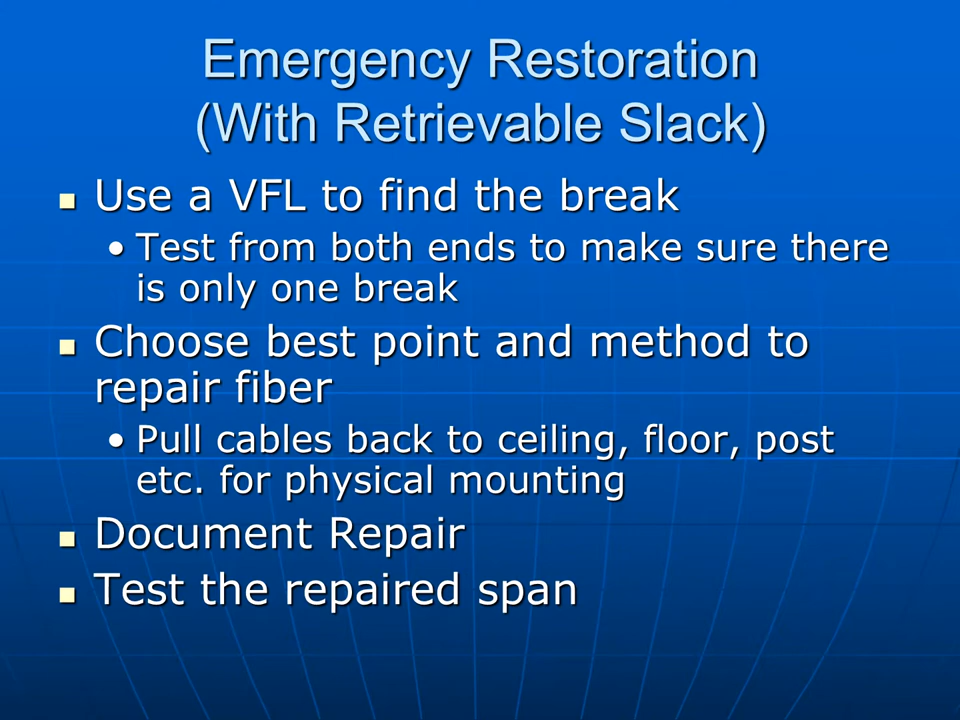 Emergency Restoration
(With Retrievable Slack)
Use a VFL to find the break
Test from both ends to make sure there
is only one break
Choose best point and method to
repair fiber
Pull cables back to ceiling, floor, post
etc. for physical mounting
Document Repair
Test the repaired span